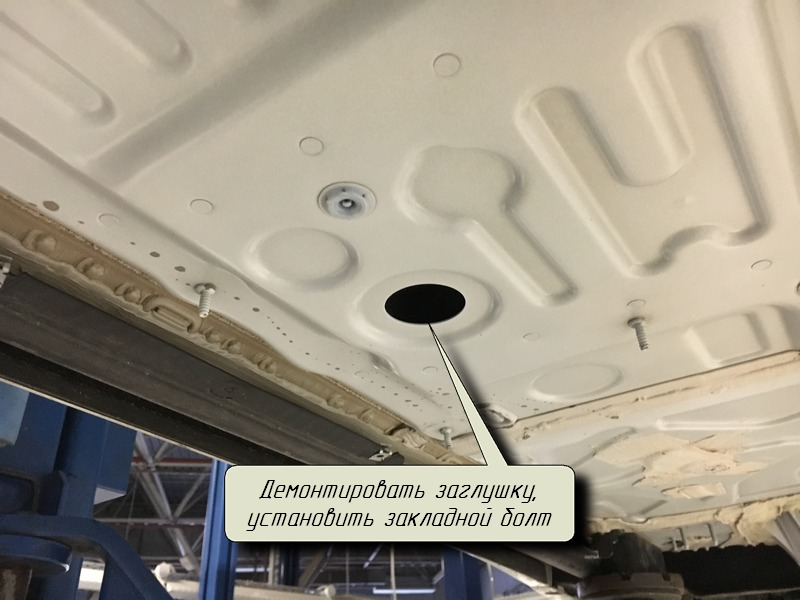 Демонтировать заглушку,
установить закладной болт